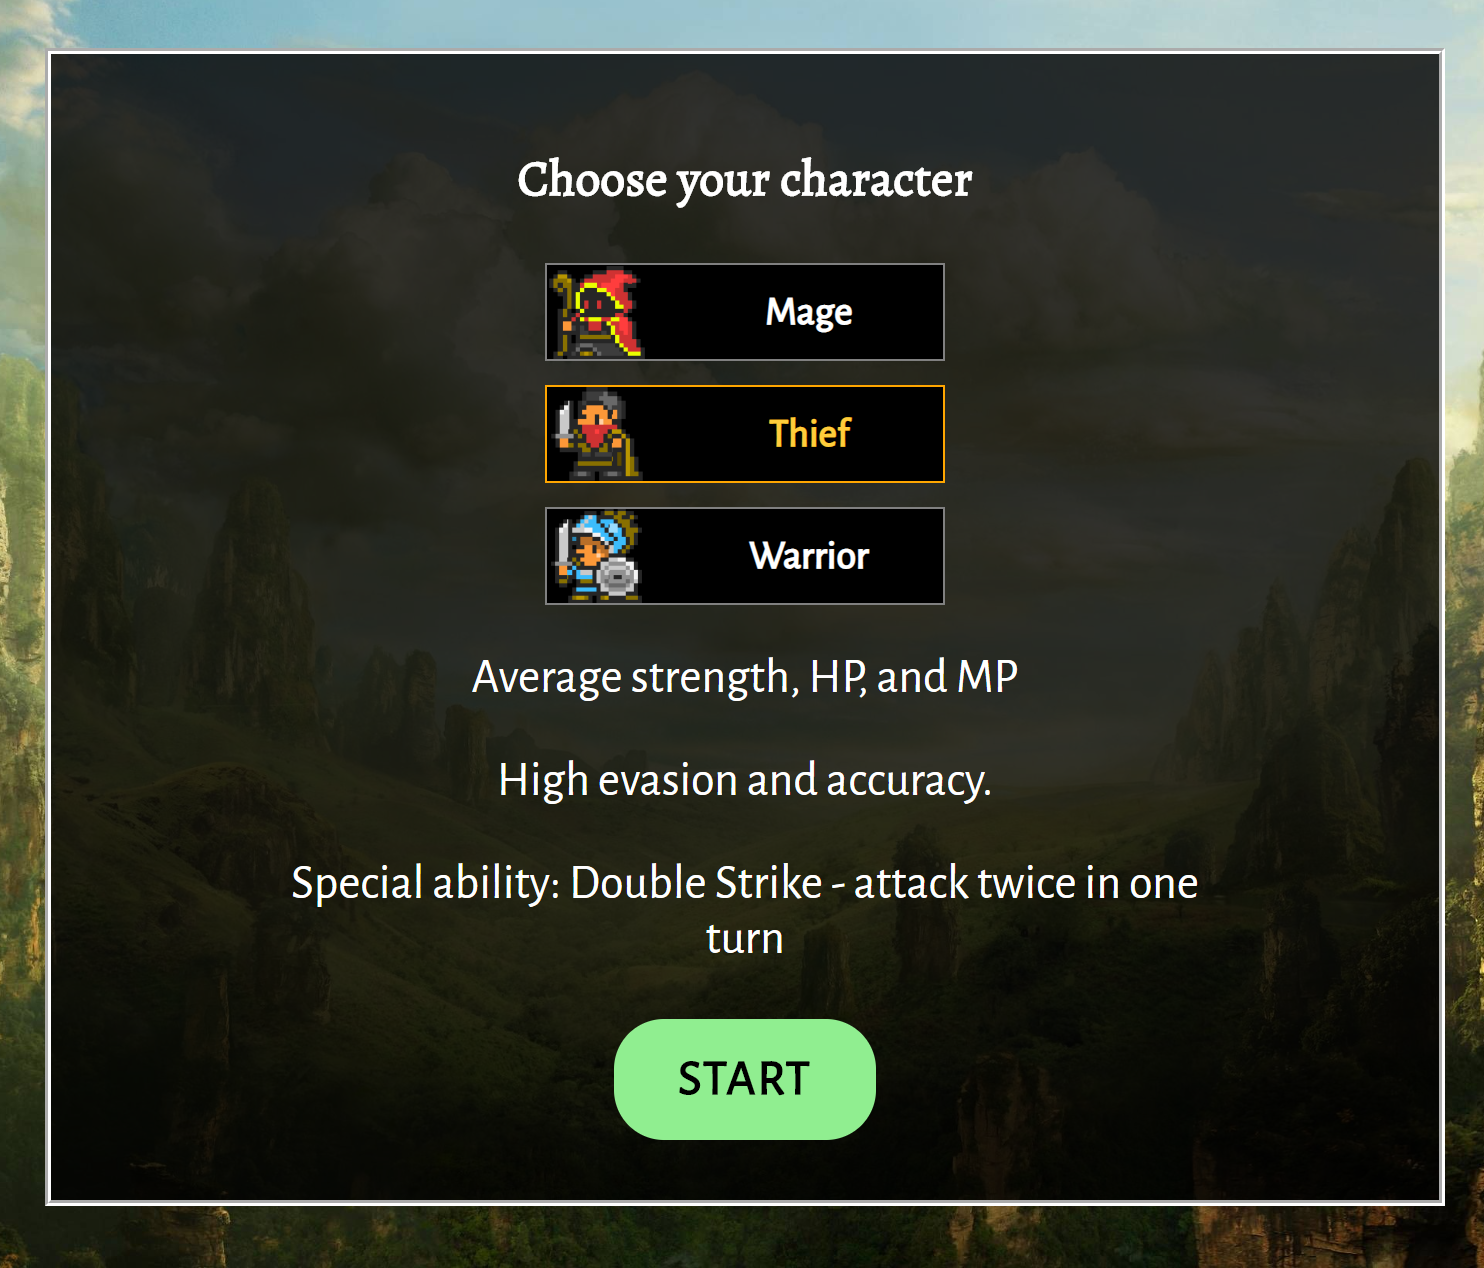 Choose your character
Mage
Thief
Warrior
Average strength, HP, and MP
High evasion and accuracy.
Special ability: Double Strike - attack twice in one
turn
START